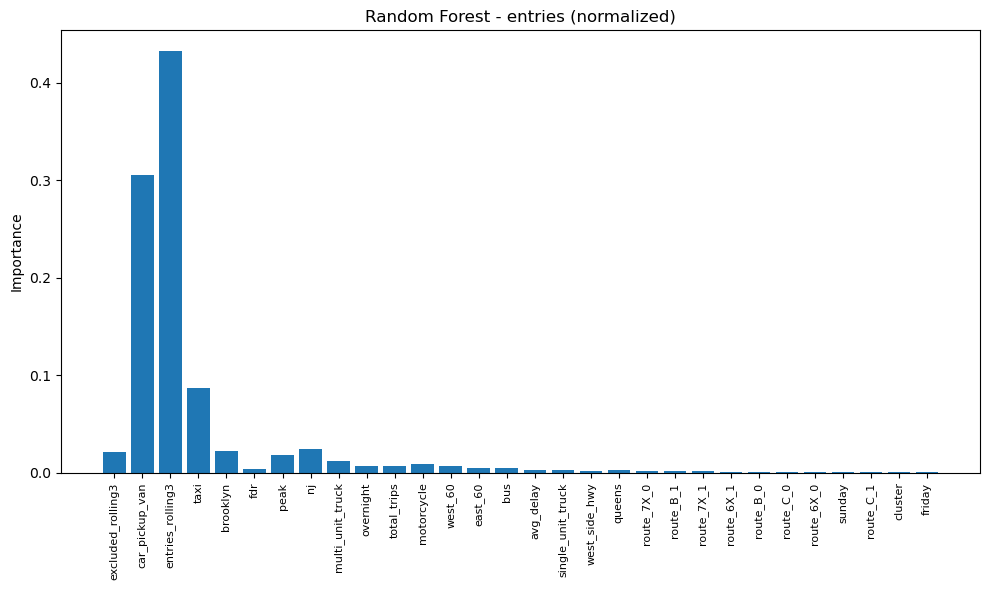 Random Forest - entries (normalized)
Importance
0.4
0.3
0.2
0.1
0.0
excluded_rolling3
car_pickup_van
entries_rolling3
taxi
brooklyn
fdr
peak
nj
multi_unit_truck
overnight
total_trips
motorcycle
west_60
east_60
bus
avg_delay
single_unit_truck
west_side_hwy
queens
route_7X_0
route_B_1
route_7X_1
route_6X_1
route_B_0
route_C_0
route_6X_0
sunday
route_C_1
cluster
friday